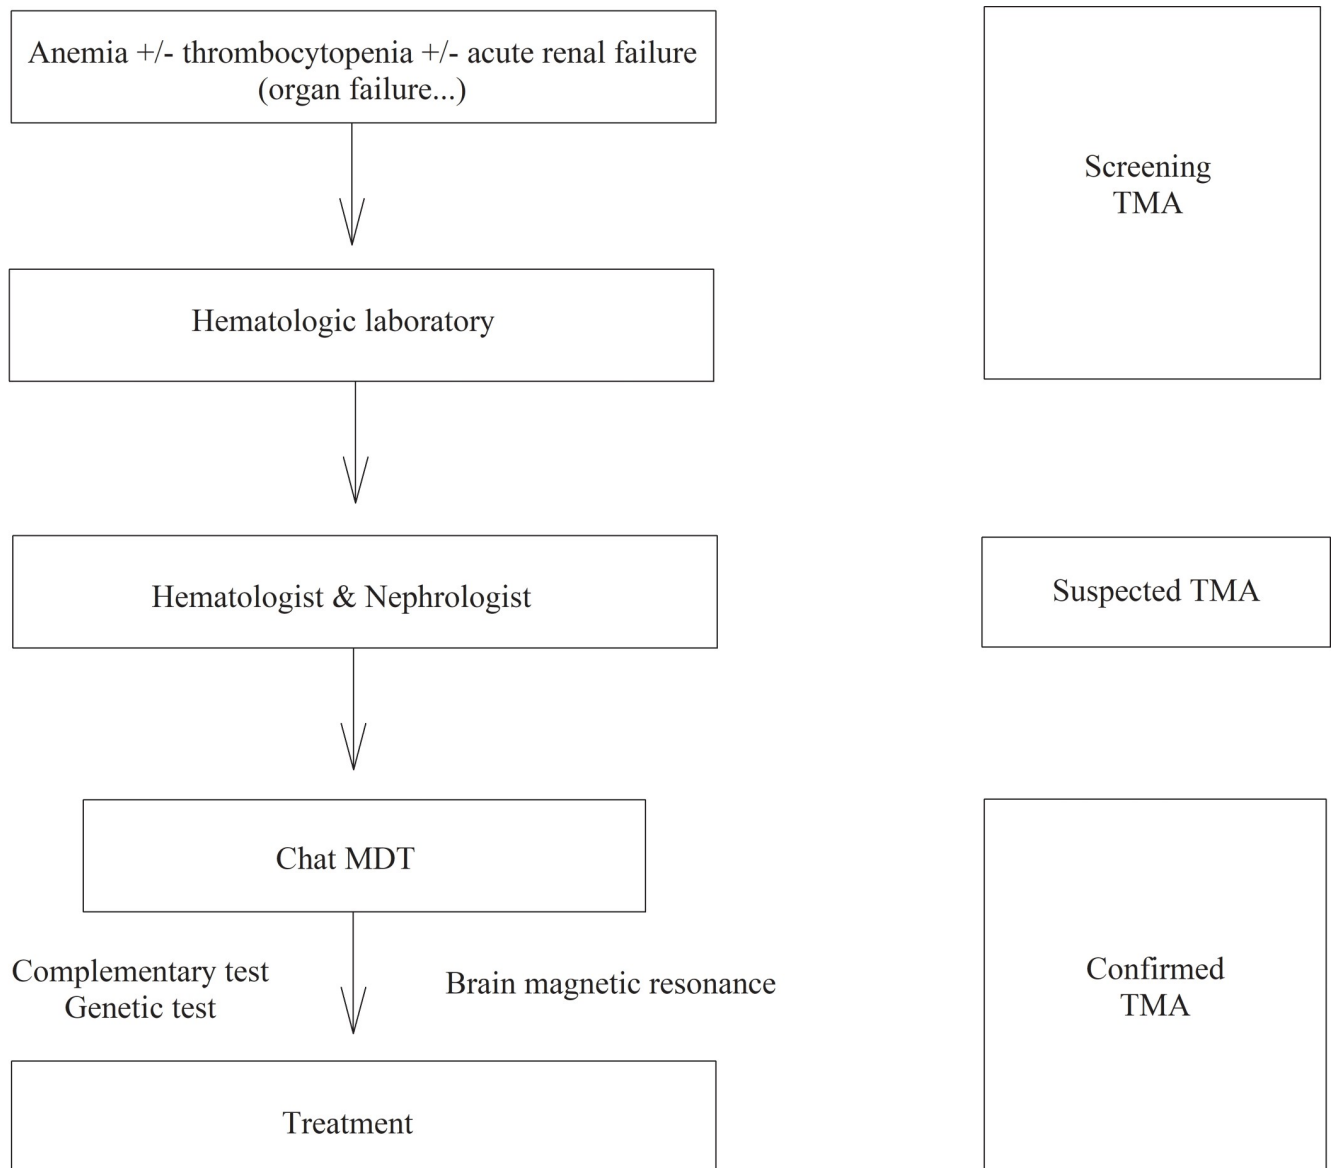 Anemia +/- thrombocytopenia +/- acute renal failure
(organ failure...)
Screening
TMA
Hematologic laboratory
Hematologist & Nephrologist
Suspected TMA
Chat MDT
Complementary test
Genetic test
Brain magnetic resonance
Confirmed
TMA
Treatment